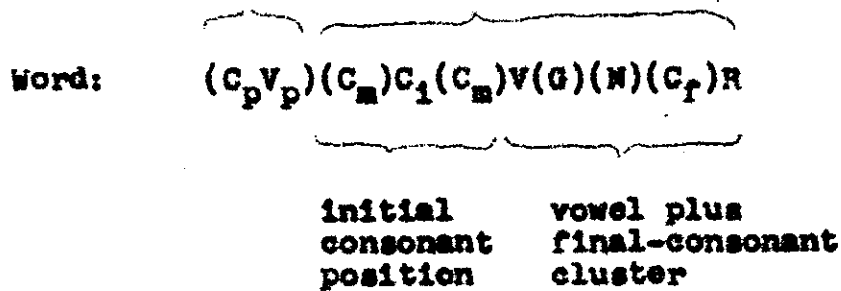 Word: (CpVp)(Cm)Ci(Cm)V(G)(N)(Cf)R
initial vowel plus
consonant final-consonant
position cluster